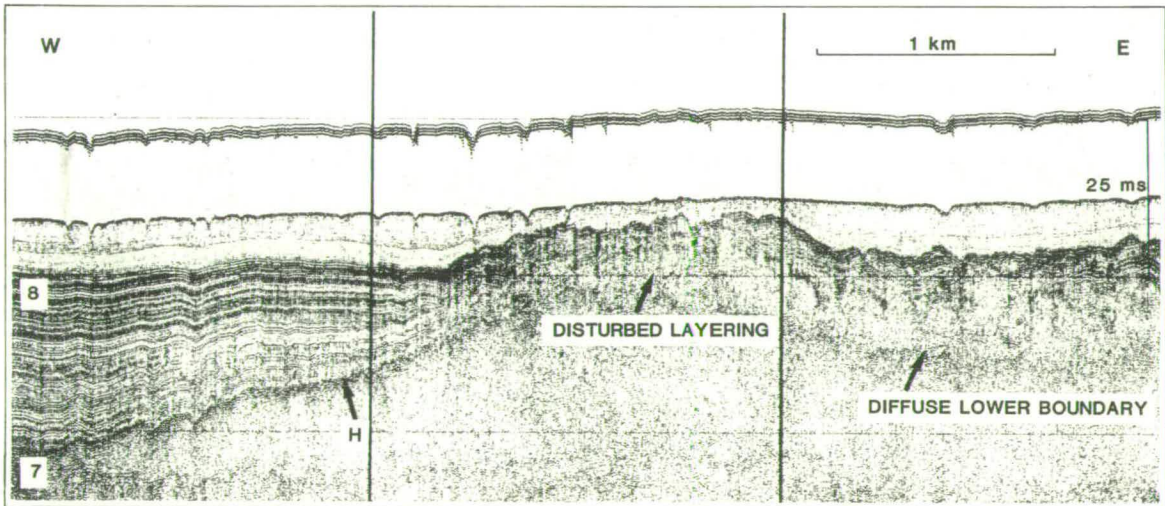 W
1 km
E
25 ms
8
DISTURBED LAYERING
DIFFUSE LOWER BOUNDARY
H
7